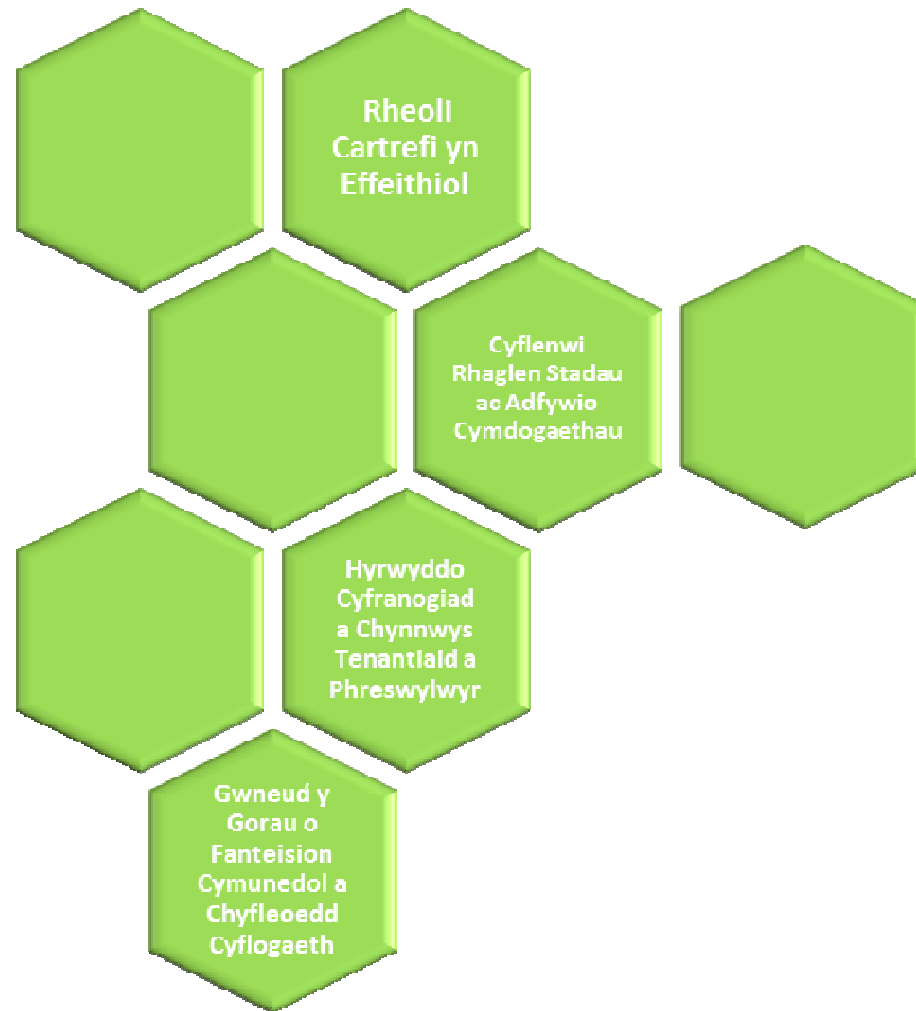 Rheoli
Cartrefi yn
Effeithiol
Cyflenwi
Rhaglen Stadau
ac Adfywio
Cymdogaethau
Hyrwyddo
Cyfranogiad
a Chynnwys
Tenantiaid a
Phreswylwyr
Gwneud y
Gorau o
Fanteision
Cymunedol a
Chyfleoedd
Cyflogaeth